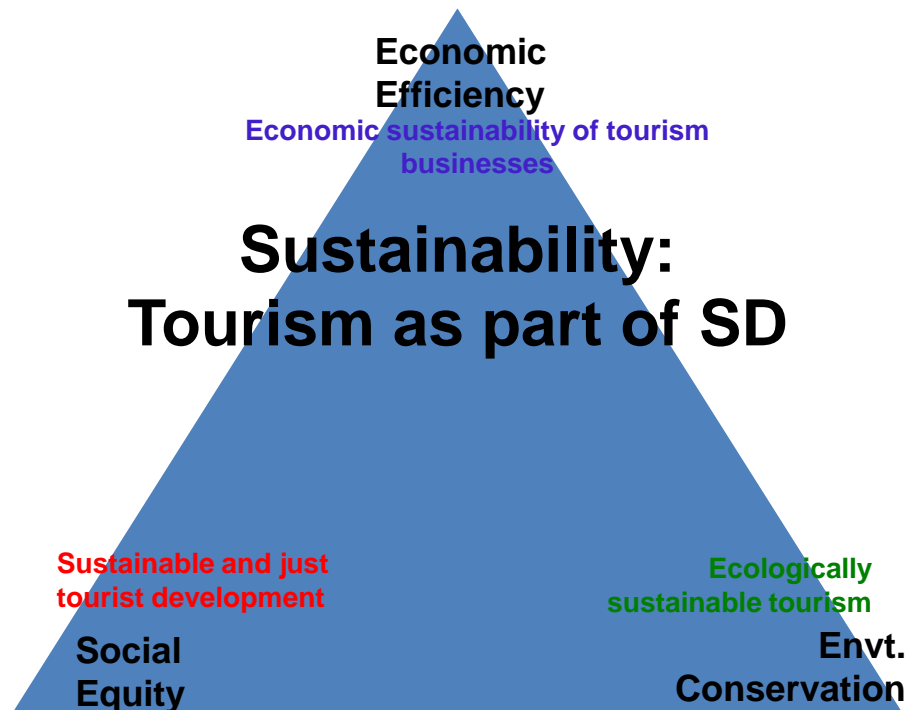 Economic
Efficiency
Economic sustainability of tourism
businesses
Sustainability:
Tourism as part of SD
Sustainable and just
tourist development
Social
Equity
Ecologically
sustainable tourism
Envt.
Conservation